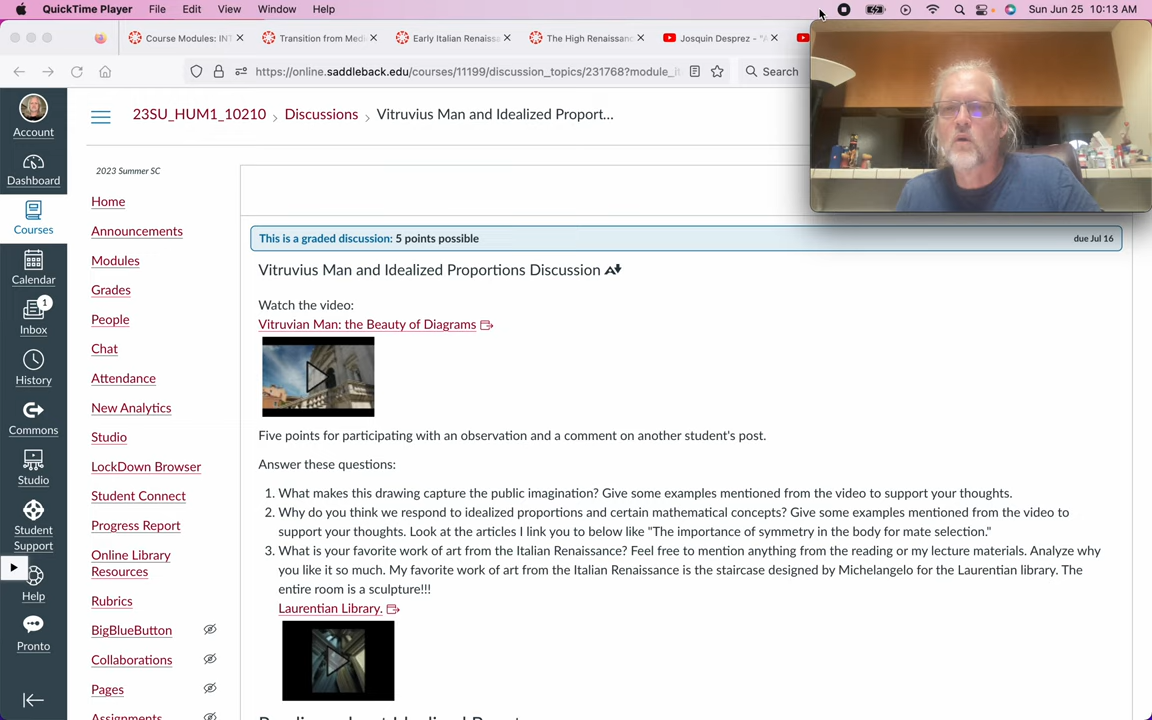 QuickTime Player File Edit View Window Help Sun Jun 25 10:13 AM
Course Modules: INT Transition from Med Early Italian Renaiss The High Renaissanc Josquin Desprez - "A
https://online.saddleback.edu/courses/11199/discussion_topics/231768?module_i Search
23SU_HUM1_10210 Discussions Vitruvius Man and Idealized Proport...
Account
Dashboard
Courses
Calendar
1
Inbox
History
Commons
Studio
Student
Support
Help
Pronto
2023 Summer SC
Home
Announcements
Modules
Grades
People
Chat
Attendance
New Analytics
Studio
LockDown Browser
Student Connect
Progress Report
Online Library
Resources
Rubrics
BigBlueButton
Collaborations
Pages
Assignments
This is a graded discussion: 5 points possible due Jul 16
Vitruvius Man and Idealized Proportions Discussion
Watch the video:
Vitruvian Man: the Beauty of Diagrams
Five points for participating with an observation and a comment on another student's post.
Answer these questions:
1. What makes this drawing capture the public imagination? Give some examples mentioned from the video to support your thoughts.
2. Why do you think we respond to idealized proportions and certain mathematical concepts? Give some examples mentioned from the video to
support your thoughts. Look at the articles I link you to below like "The importance of symmetry in the body for mate selection."
3. What is your favorite work of art from the Italian Renaissance? Feel free to mention anything from the reading or my lecture materials. Analyze why
you like it so much. My favorite work of art from the Italian Renaissance is the staircase designed by Michelangelo for the Laurentian library. The
entire room is a sculpture!!!
Laurentian Library.